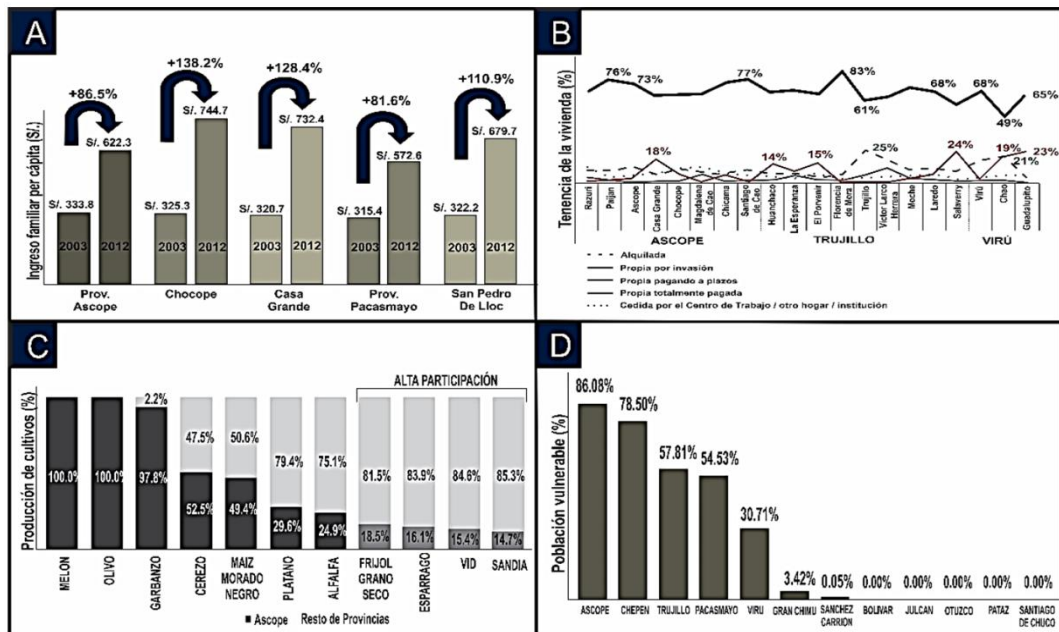 A
+86.5%
+138.2%
+128.4%
+81.6%
+110.9%
Ingreso familiar per cápita (S/.)
S/. 333.8
S/. 622.3
S/. 325.3
S/. 744.7
S/. 320.7
S/. 732.4
S/. 315.4
S/. 572.6
S/. 322.2
S/. 679.7
2003 2012
2003 2012
2003 2012
2003 2012
2003 2012
Prov. Ascope
Chocope
Casa Grande
Prov. Pacasmayo
San Pedro De Lloc
B
Tenencia de la vivienda (%)
76%
73%
77%
83%
61%
68%
68%
49%
65%
18%
14%
15%
25%
24%
19%
21%
23%
Razuri
Paijan
Ascope
Casa Grande
Chocope
Magdalena de Cao
Chicama
Santiago de Cao
Huanchaco
La Esperanza
El Porvenir
Florencia de Mora
Trujillo
Victor Larco Herrera
Moche
Laredo
Salaverry
Virú
Chao
Guadalupito
ASCOPE TRUJILLO VIRÚ
Alquilada
Propia por invasión
Propia pagando a plazos
Propia totalmente pagada
Cedida por el Centro de Trabajo / otro hogar / institución
C
Producción de cultivos (%)
ALTA PARTICIPACIÓN
2.2%
47.5% 50.6% 79.4% 75.1% 81.5% 83.9% 84.6% 85.3%
100.0% 100.0% 97.8% 52.5% 49.4% 29.6% 24.9% 18.5% 16.1% 15.4% 14.7%
MELON
OLIVO
GARBANZO
CEREZO
MAIZ MORADO NEGRO
PLATANO
ALFALFA
FRIJOL GRANO SECO
ESPARRAGO
VID
SANDIA
Ascope Resto de Provincias
D
Población vulnerable (%)
86.08%
78.50%
57.81%
54.53%
30.71%
3.42%
0.05%
0.00%
0.00%
0.00%
0.00%
0.00%
ASCOPE
CHEPEN
TRUJILLO
PACASMAYO
VIRU
GRAN CHIMU
SANCHEZ CARRION
BOLIVAR
JULCAN
OTUZCO
PATAZ
SANTIAGO DE CHUCO